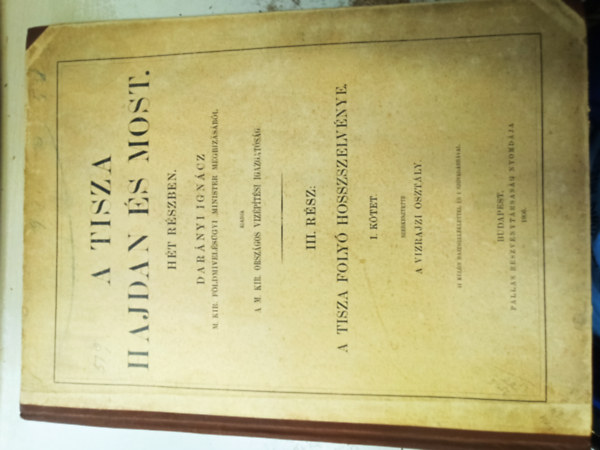 A TISZA
HAJDAN ÉS MOST.
HÉT RÉSZBEN.
DARÁNYI IGNÁCZ
M. KIR. FÖLDMIVELÉSÜGYI MINISTER MEGBIZÁSÁBÓL
KIADJA
A M. KIR. ORSZÁGOS VIZÉPITÉSI IGAZGATÓSÁG
III. RÉSZ:
A TISZA FOLYÓ HOSSZSZELVÉNYE.
I. KÖTET
SZERKESZTETTE
A VIZRAJZI OSZTÁLY
BUDAPEST,
PALLAS RÉSZVÉNYTÁRSASÁG NYOMDÁJA
1906.